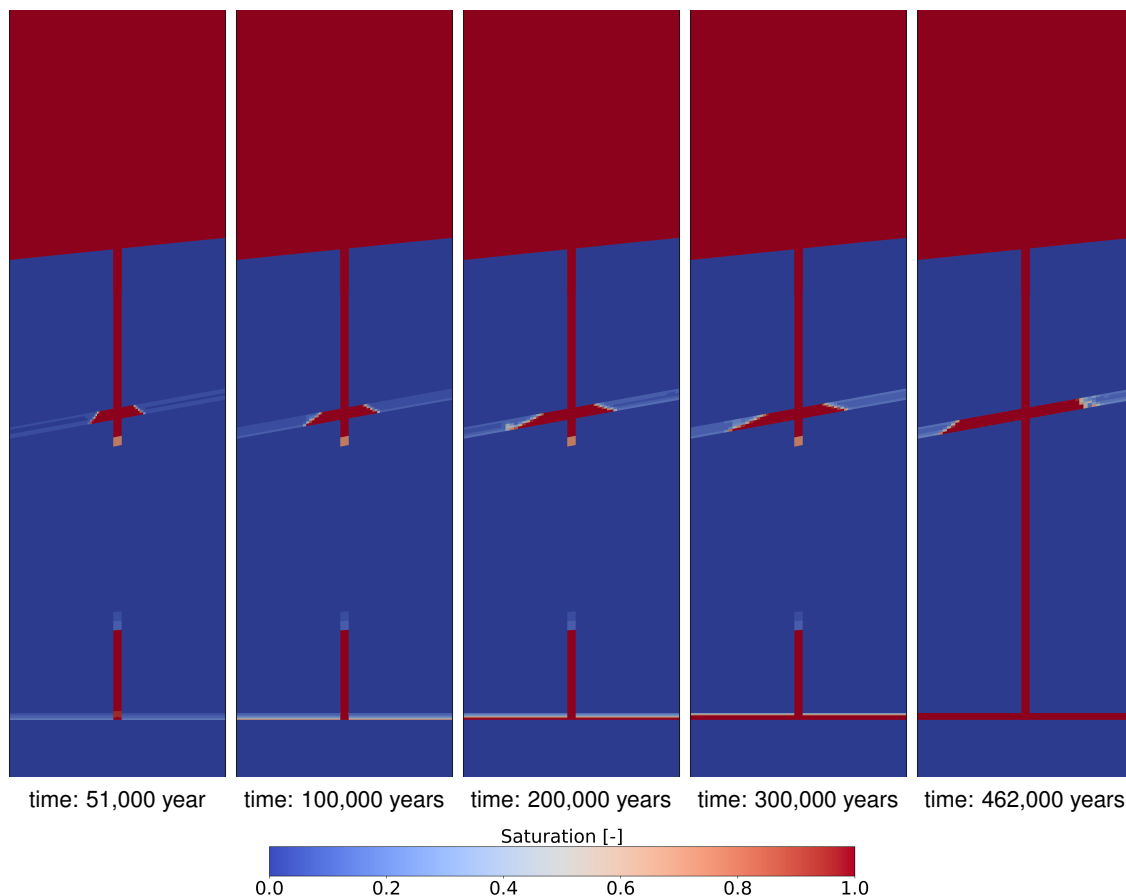 time: 51,000 year
time: 100,000 years
time: 200,000 years
time: 300,000 years
time: 462,000 years
Saturation [-]
0.0 0.2 0.4 0.6 0.8 1.0